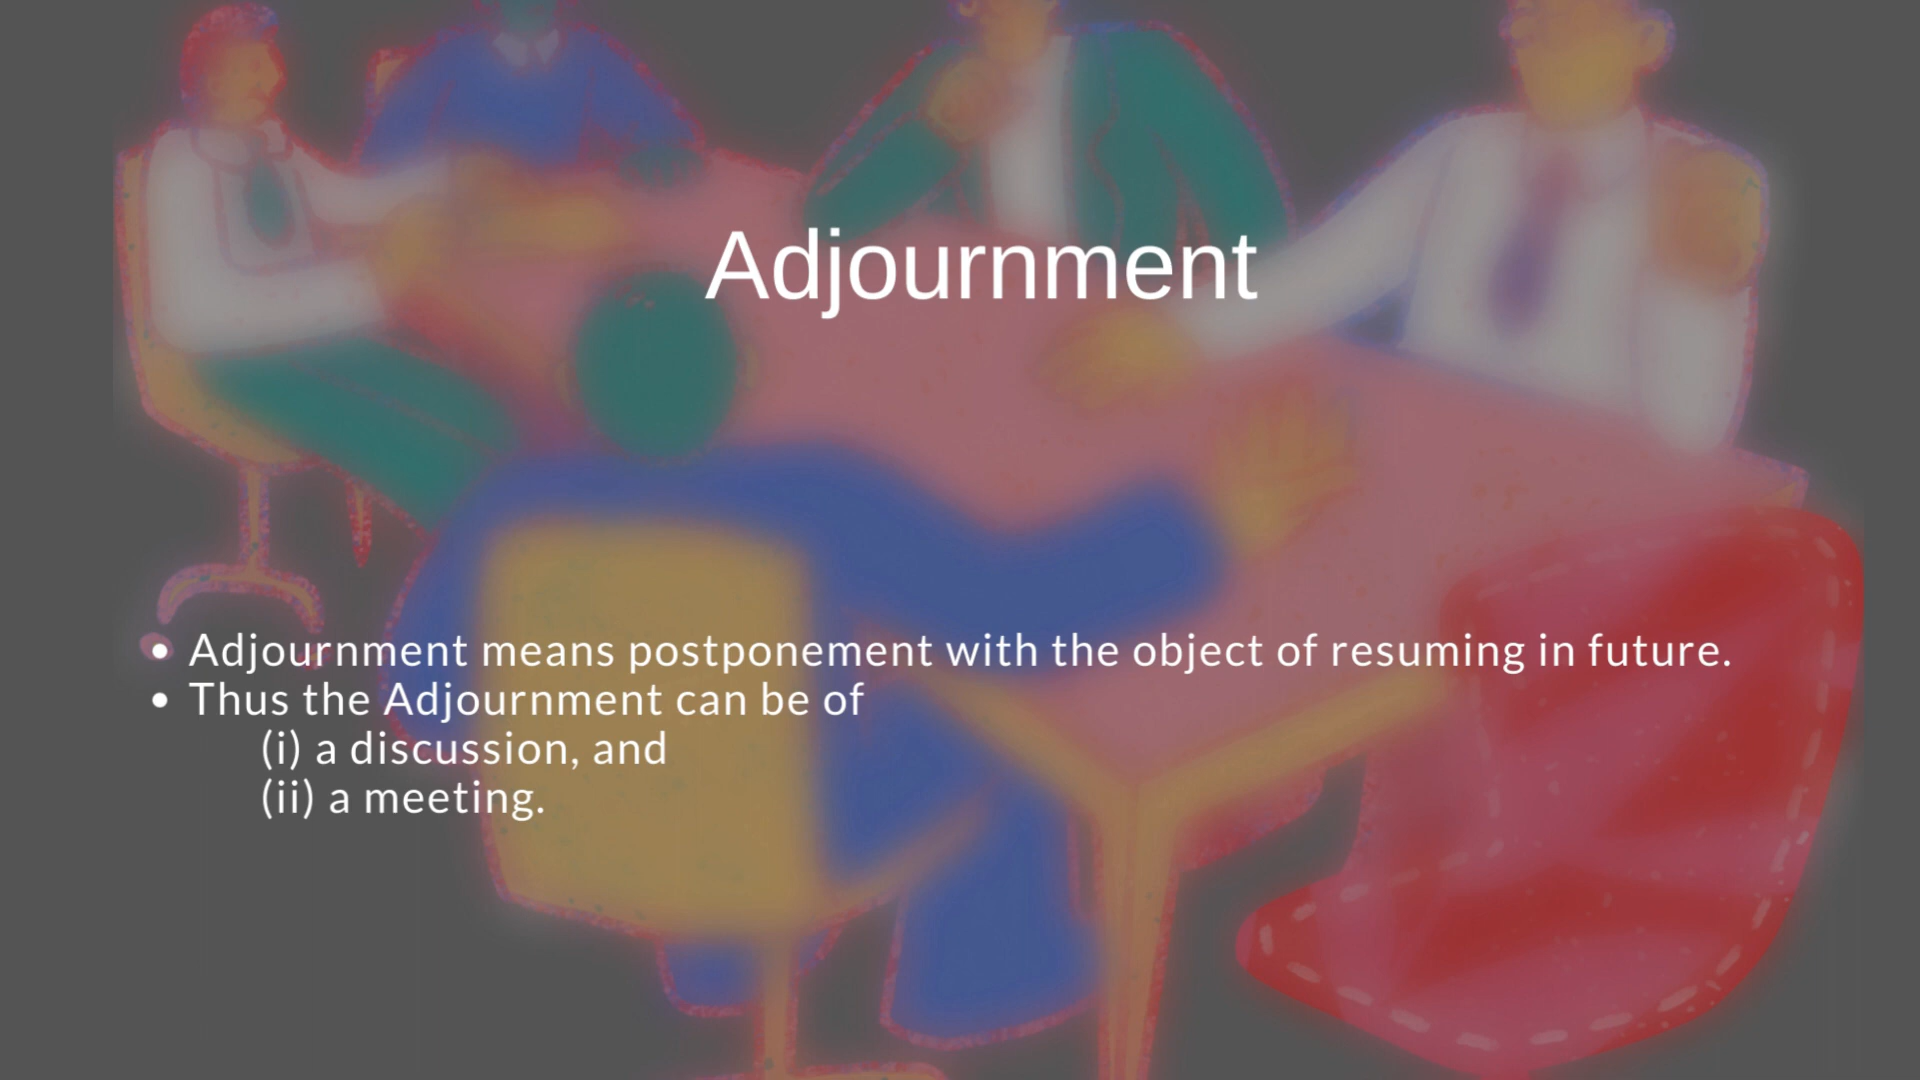 Adjournment
• Adjournment means postponement with the object of resuming in future.
• Thus the Adjournment can be of
(i) a discussion, and
(ii) a meeting.